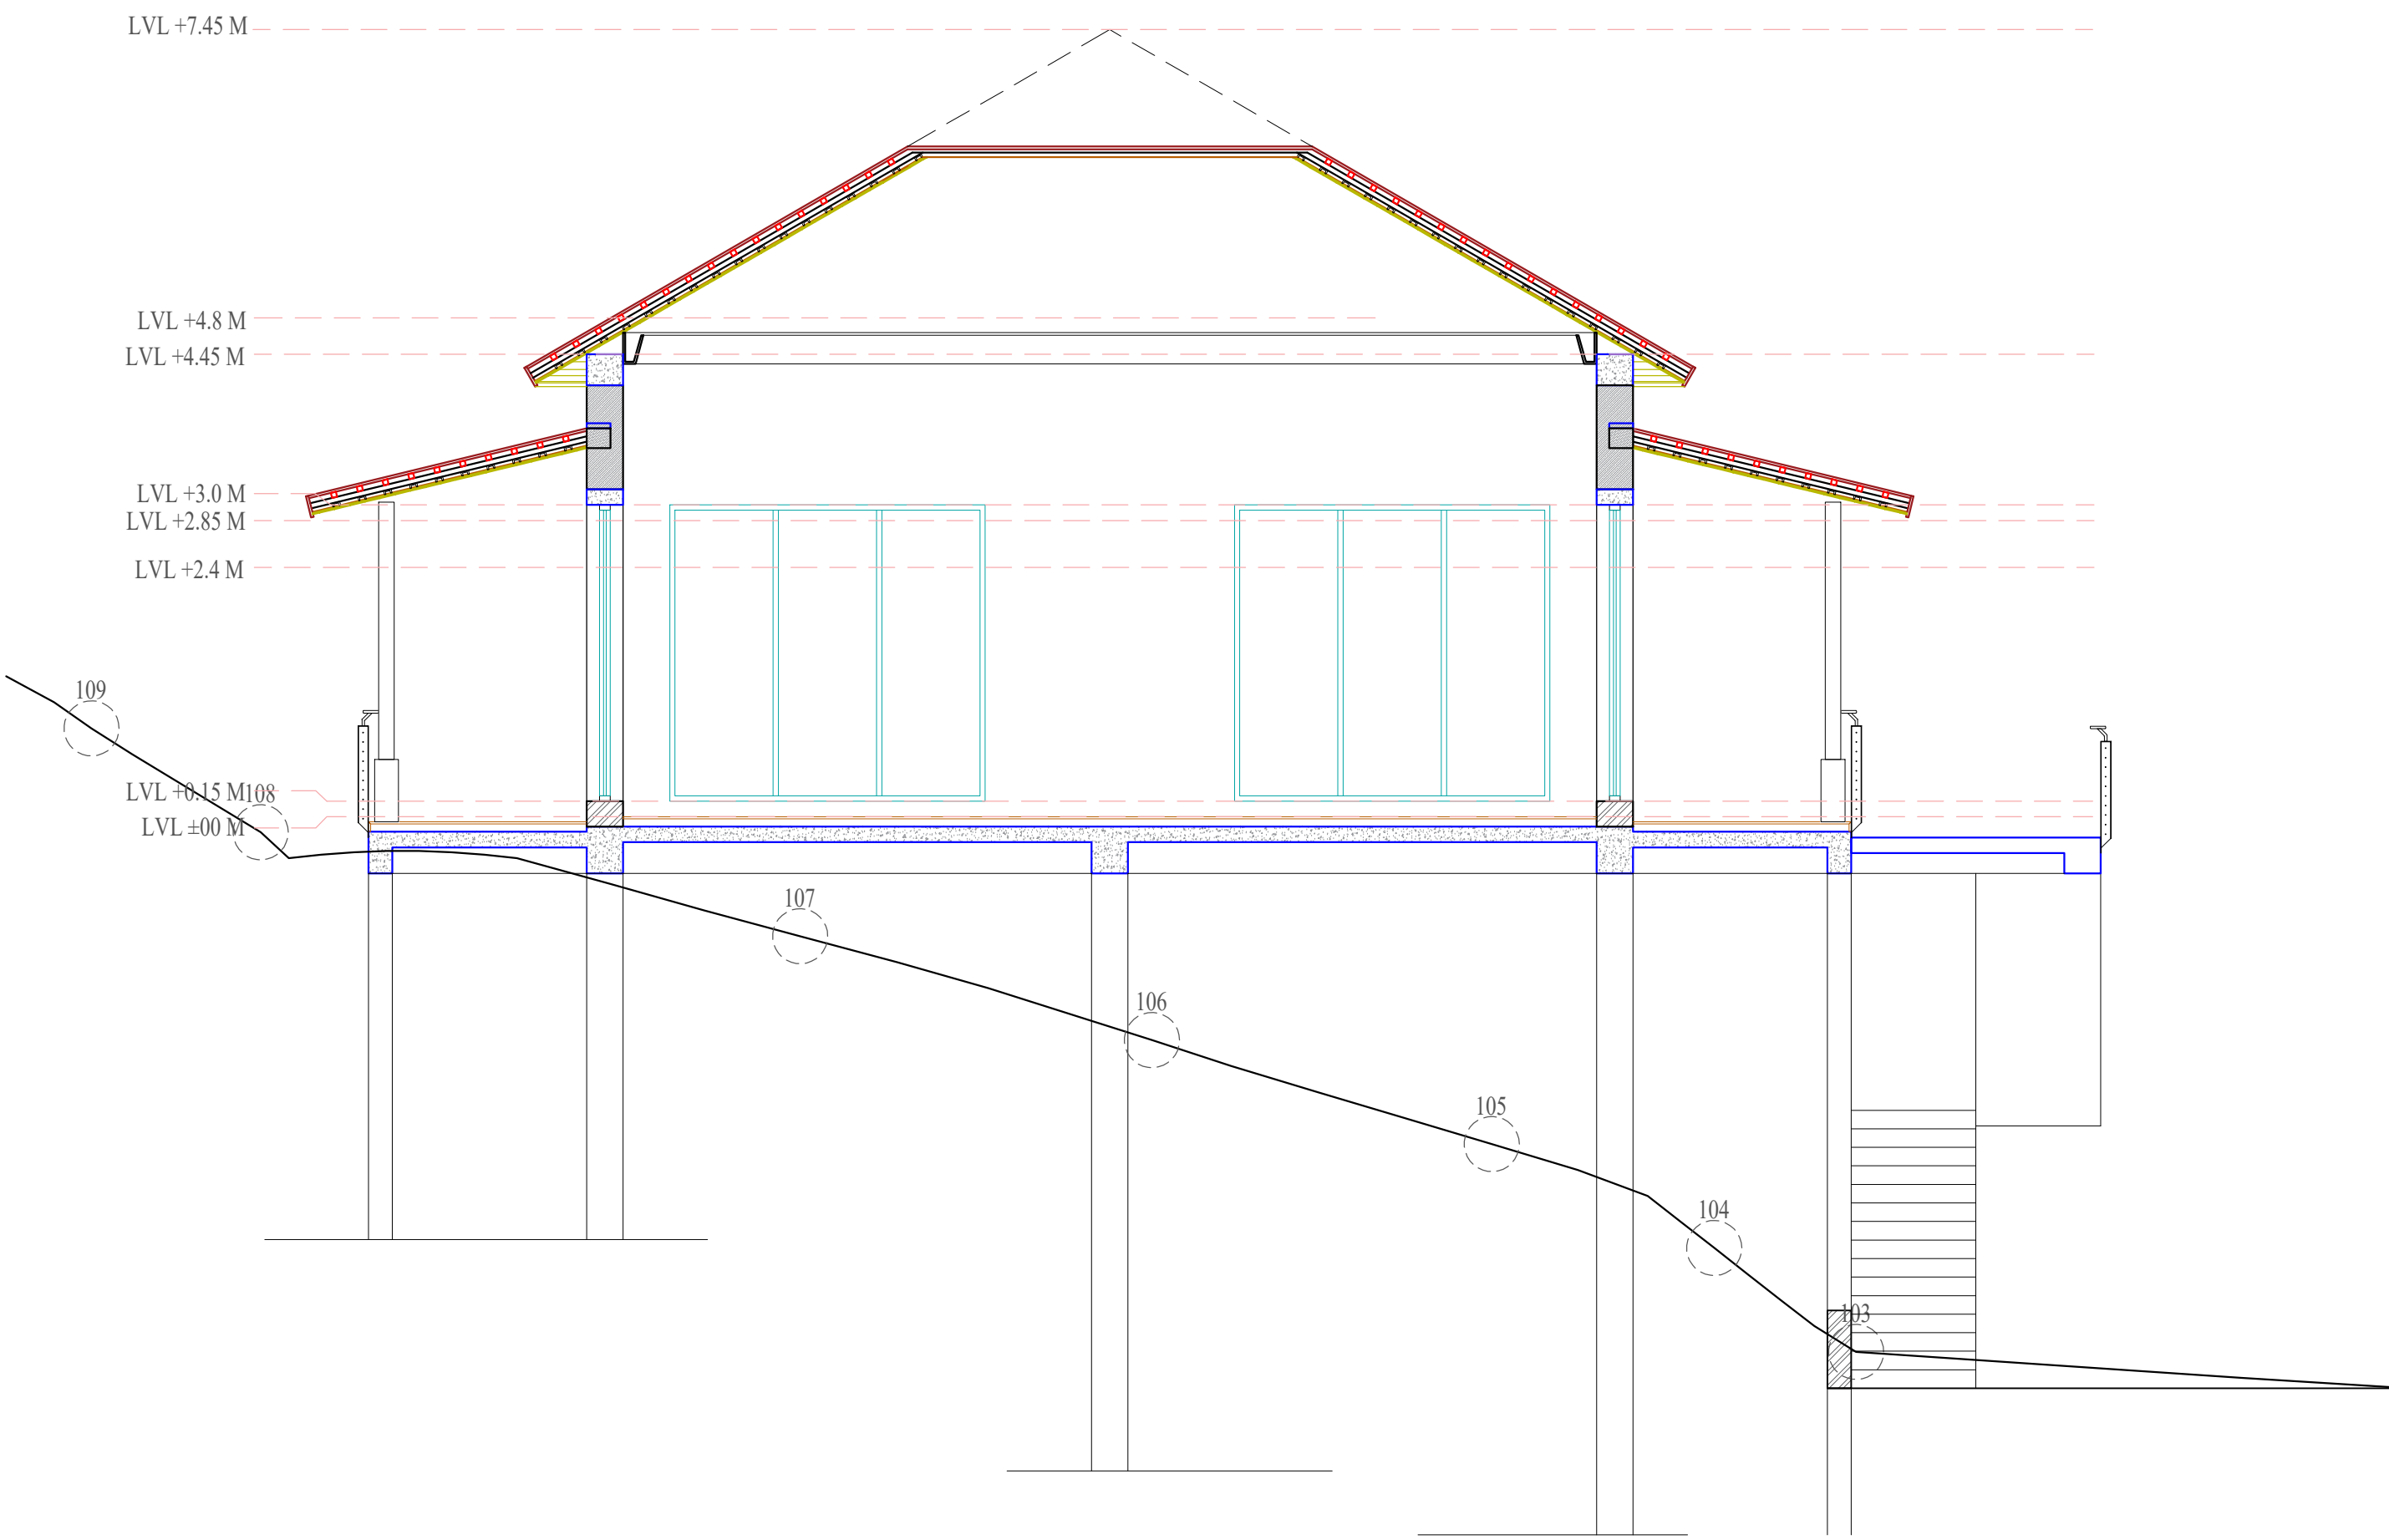 LVL +7.45 M
LVL +4.8 M
LVL +4.45 M
LVL +3.0 M
LVL +2.85 M
LVL +2.4 M
109
LVL +0.15 M
108
LVL ±00 M
107
106
105
104
103